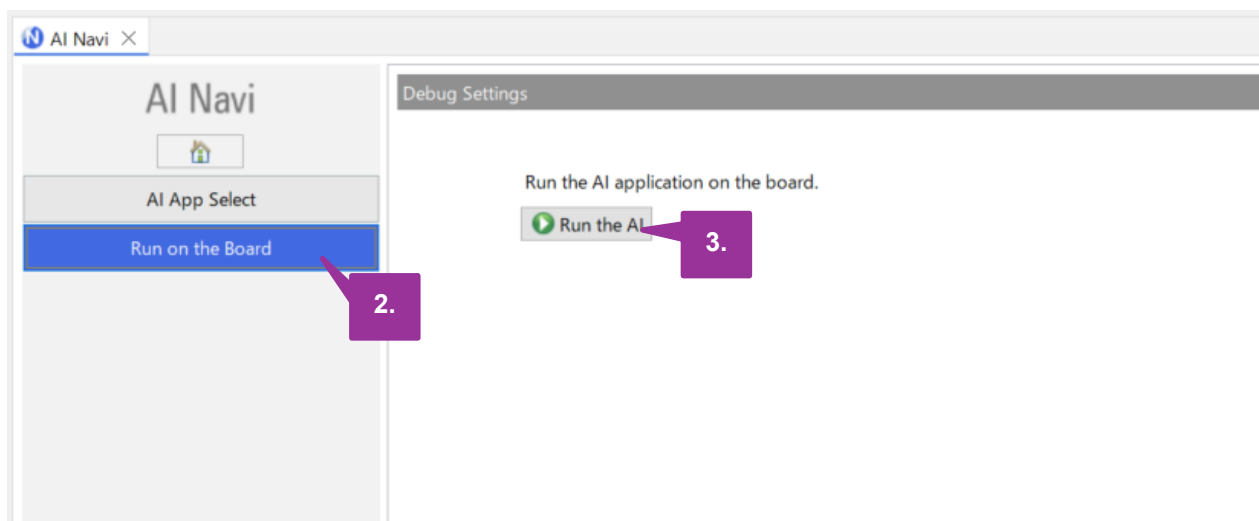 AI Navi
AI Navi
Debug Settings
AI App Select
Run on the Board
Run the AI application on the board.
Run the AI
2.
3.